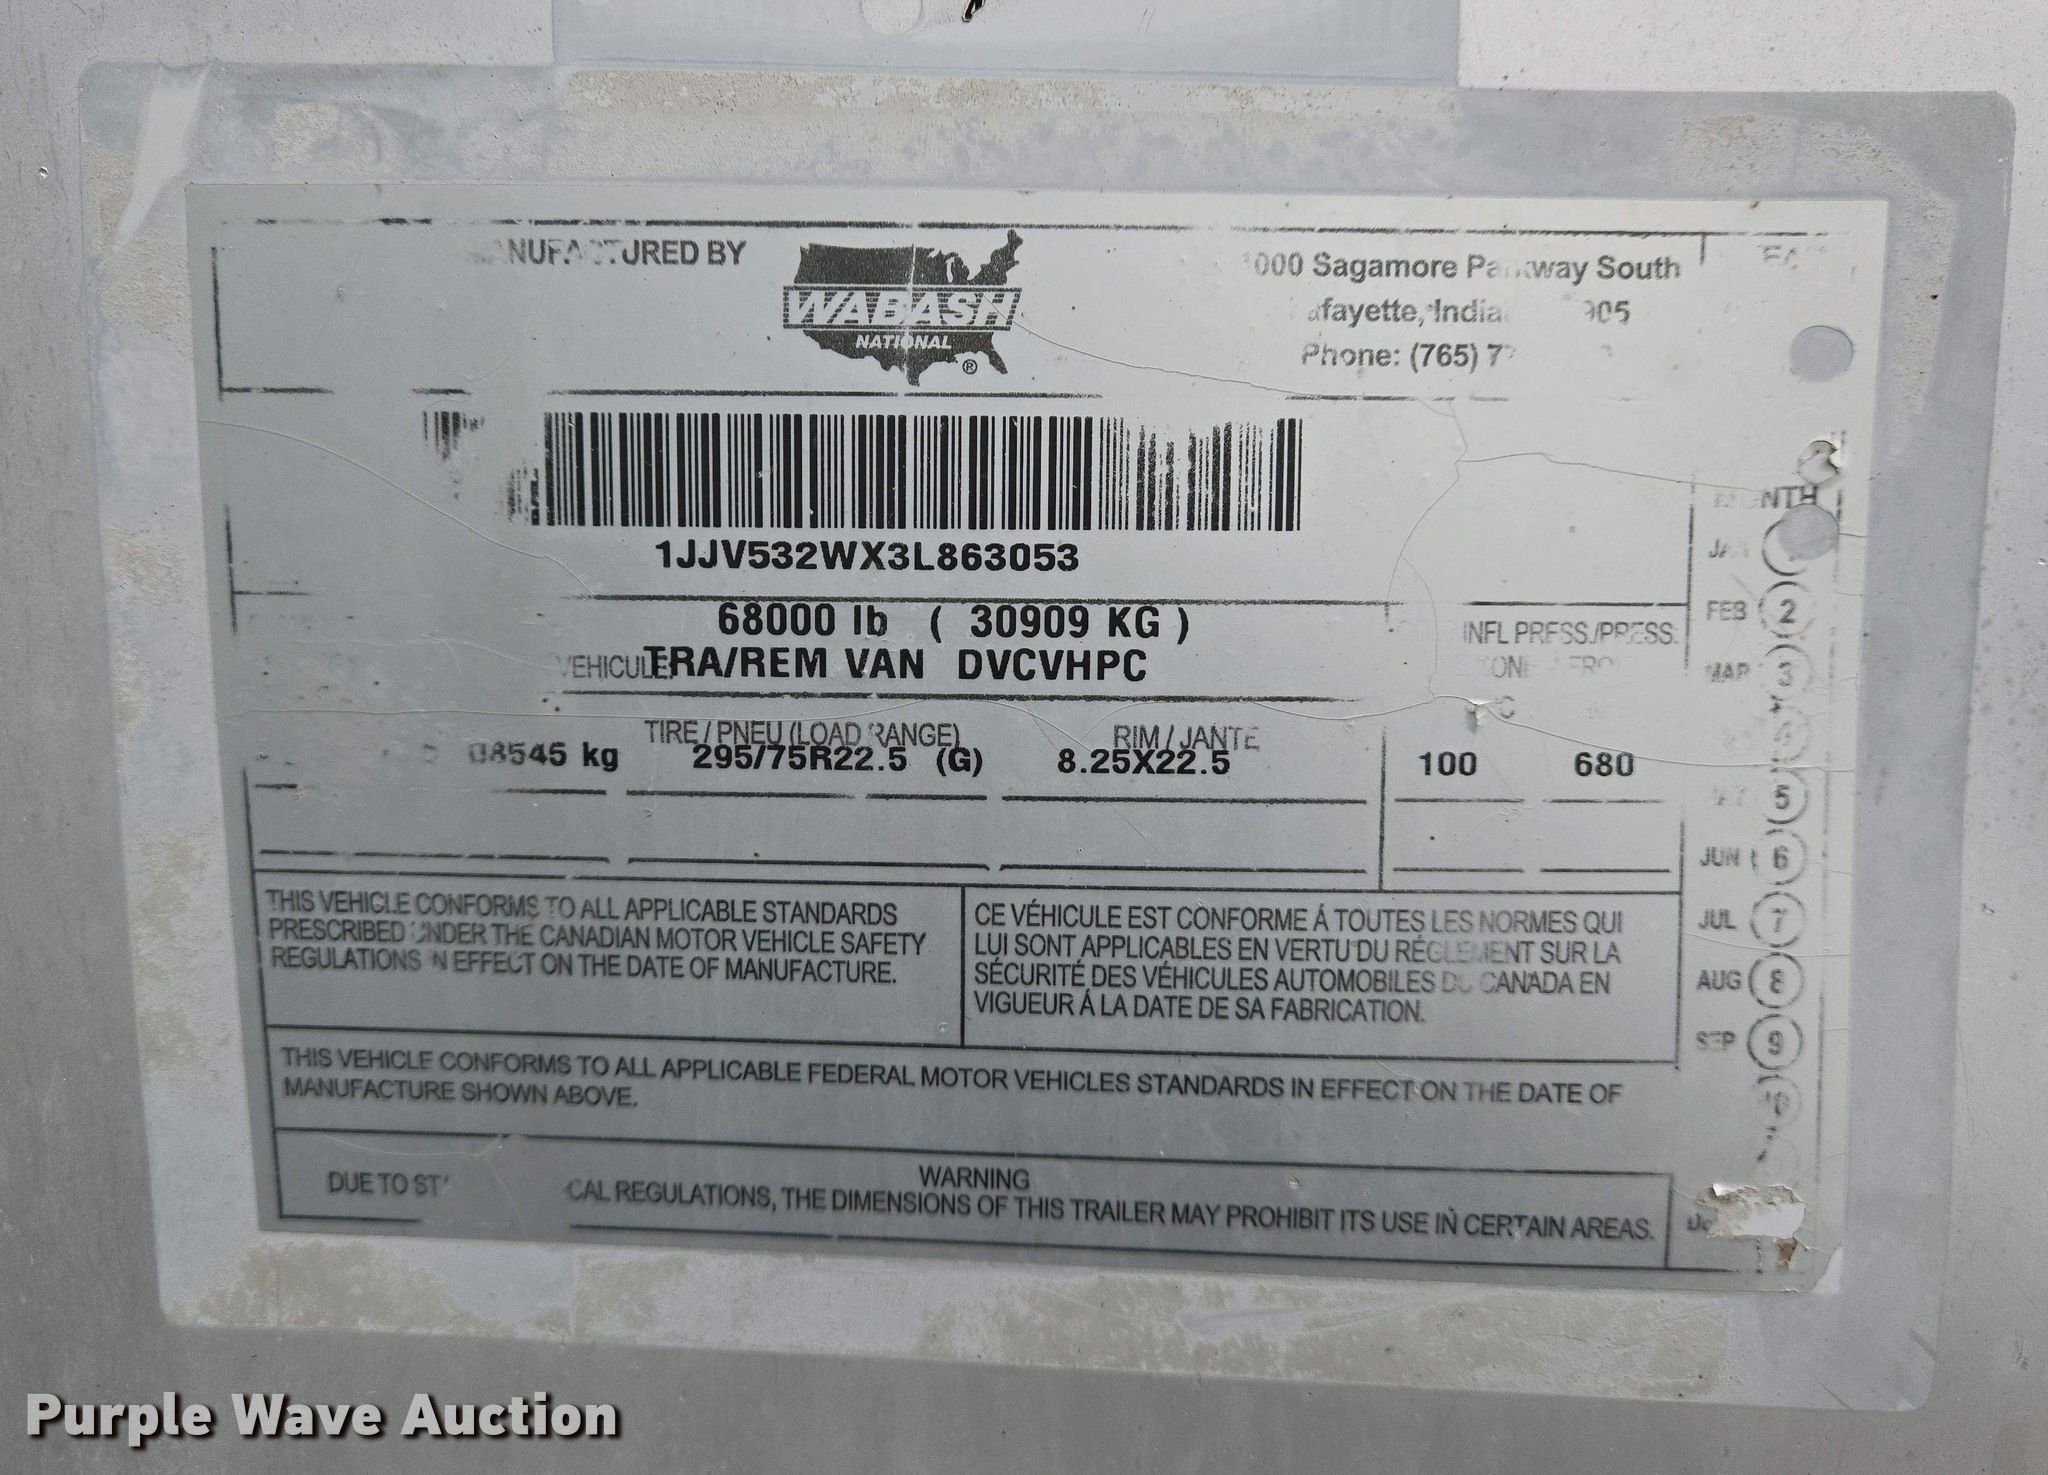 MANUFACTURED BY
WABASH
NATIONAL
®
1000 Sagamore Parkway South
Phone: (765)
1JJV532WX3L863053
MONTH
JAN 1
68000 lb ( 30909 KG )
FEB 2
VEHICULE: TRA/REM VAN DVCVHPC
INFL PRESS./PRESS.
MAR 3
TIRE / PNEU (LOAD RANGE)
RIM / JANTE
08545 kg 295/75R22.5 (G) 8.25X22.5 100 680
5
JUN 6
THIS VEHICLE CONFORMS TO ALL APPLICABLE STANDARDS
PRESCRIBED UNDER THE CANADIAN MOTOR VEHICLE SAFETY
REGULATIONS IN EFFECT ON THE DATE OF MANUFACTURE.
CE VÉHICULE EST CONFORME Á TOUTES LES NORMES QUI
LUI SONT APPLICABLES EN VERTU DU RÉGLEMENT SUR LA
SÉCURITÉ DES VÉHICULES AUTOMOBILES DU CANADA EN
VIGUEUR Á LA DATE DE SA FABRICATION.
JUL 7
AUG 8
SEP 9
10
THIS VEHICLE CONFORMS TO ALL APPLICABLE FEDERAL MOTOR VEHICLES STANDARDS IN EFFECT ON THE DATE OF
MANUFACTURE SHOWN ABOVE.
WARNING
DUE TO REGULATIONS, THE DIMENSIONS OF THIS TRAILER MAY PROHIBIT ITS USE IN CERTAIN AREAS.
Purple Wave Auction